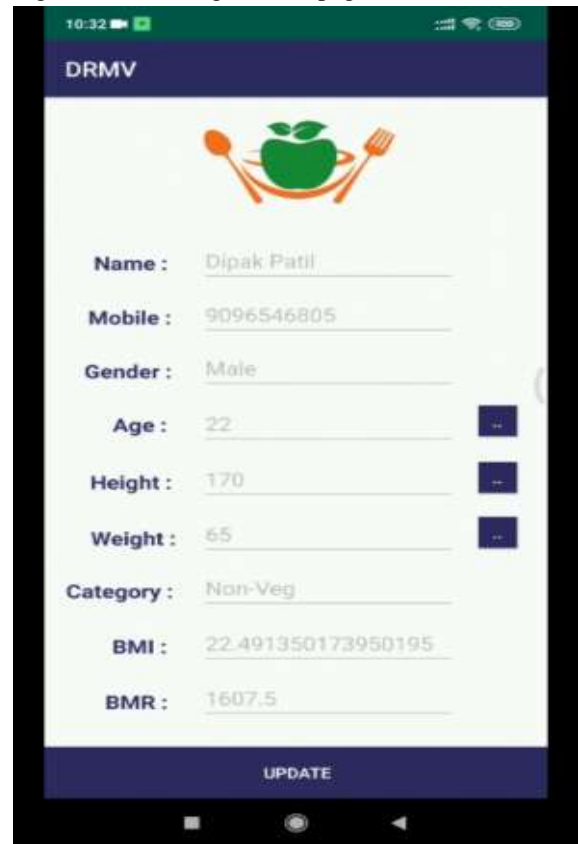 10:32
DRMV
Name : Dipak Patil
Mobile : 9096546805
Gender : Male
Age : 22 ..
Height : 170 ..
Weight : 65 ..
Category : Non-Veg
BMI : 22.491350173950195
BMR : 1607.5
UPDATE